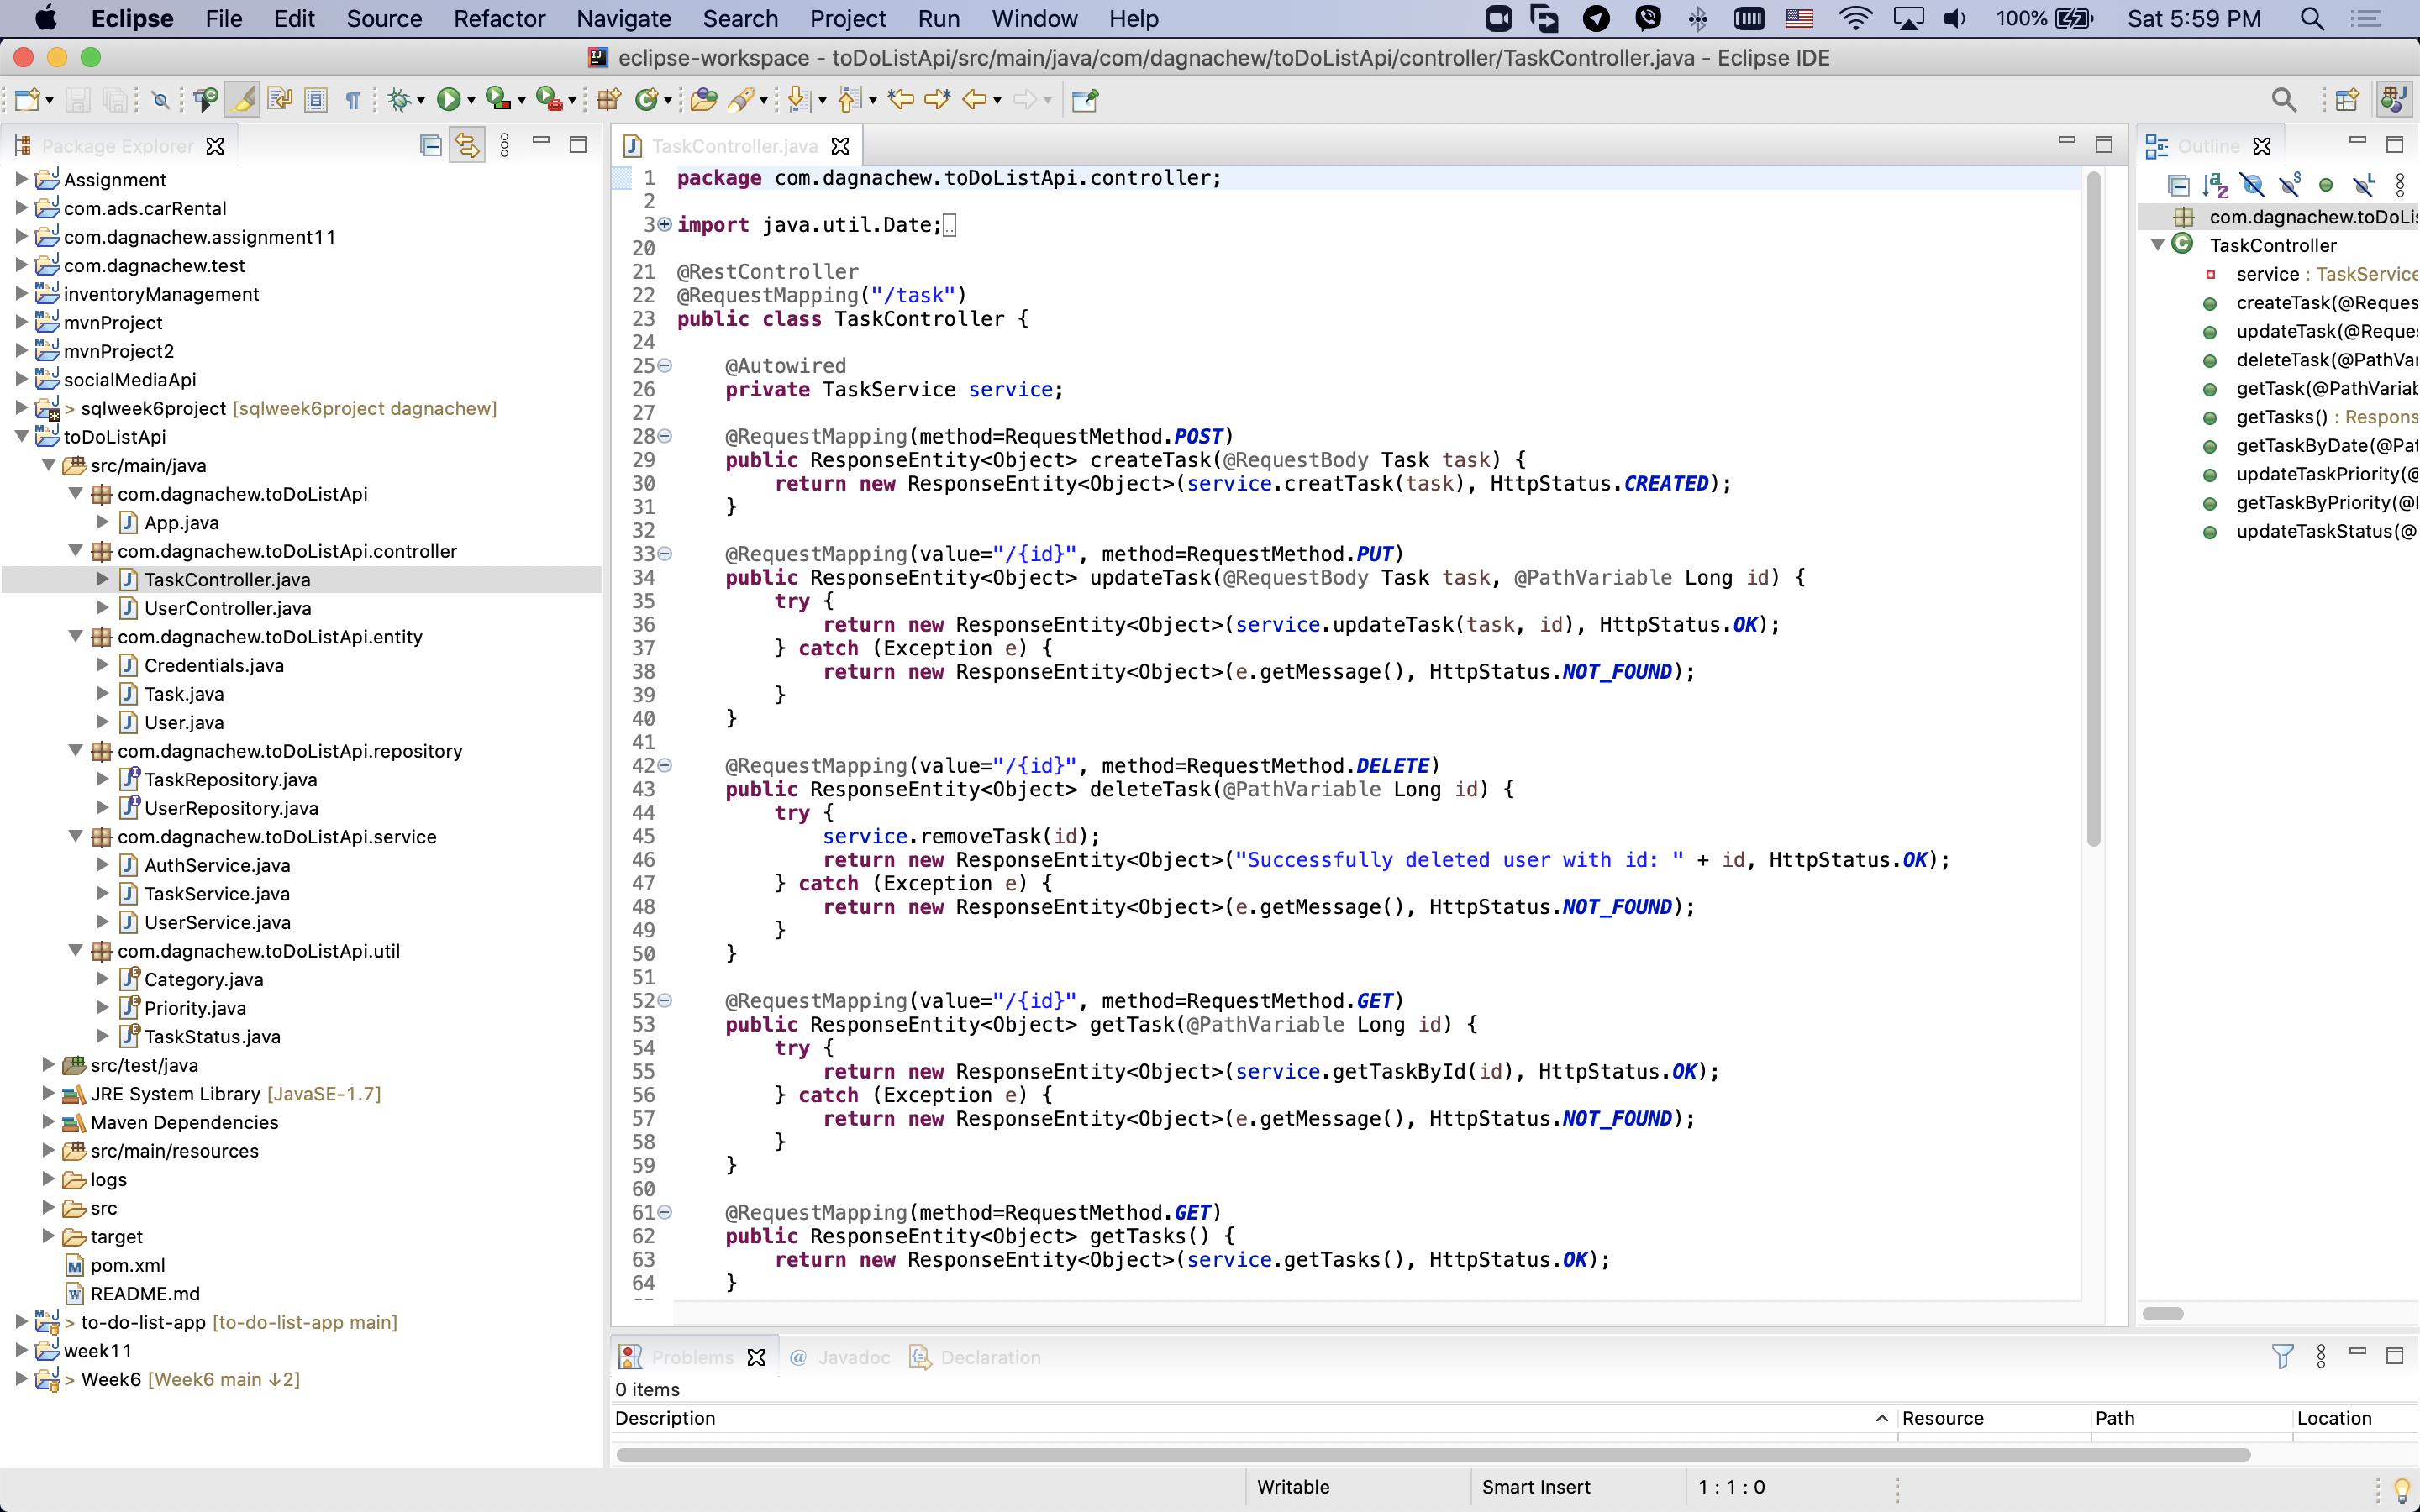 Eclipse File Edit Source Refactor Navigate Search Project Run Window Help 100% Sat 5:59 PM
eclipse-workspace - toDoListApi/src/main/java/com/dagnachew/toDoListApi/controller/TaskController.java - Eclipse IDE
Package Explorer
Assignment
com.ads.carRental
com.dagnachew.assignment11
com.dagnachew.test
inventoryManagement
mvnProject
mvnProject2
socialMediaApi
> sqlweek6project [sqlweek6project dagnachew]
toDoListApi
src/main/java
com.dagnachew.toDoListApi
App.java
com.dagnachew.toDoListApi.controller
TaskController.java
UserController.java
com.dagnachew.toDoListApi.entity
Credentials.java
Task.java
User.java
com.dagnachew.toDoListApi.repository
TaskRepository.java
UserRepository.java
com.dagnachew.toDoListApi.service
AuthService.java
TaskService.java
UserService.java
com.dagnachew.toDoListApi.util
Category.java
Priority.java
TaskStatus.java
src/test/java
JRE System Library [JavaSE-1.7]
Maven Dependencies
src/main/resources
logs
src
target
pom.xml
README.md
> to-do-list-app [to-do-list-app main]
week11
> Week6 [Week6 main ↓2]
TaskController.java
1 package com.dagnachew.toDoListApi.controller;
2
3 import java.util.Date;
20
21 @RestController
22 @RequestMapping("/task")
23 public class TaskController {
24
25 @Autowired
26 private TaskService service;
27
28 @RequestMapping(method=RequestMethod.POST)
29 public ResponseEntity<Object> createTask(@RequestBody Task task) {
30 return new ResponseEntity<Object>(service.creatTask(task), HttpStatus.CREATED);
31 }
32
33 @RequestMapping(value="/{id}", method=RequestMethod.PUT)
34 public ResponseEntity<Object> updateTask(@RequestBody Task task, @PathVariable Long id) {
35 try {
36 return new ResponseEntity<Object>(service.updateTask(task, id), HttpStatus.OK);
37 } catch (Exception e) {
38 return new ResponseEntity<Object>(e.getMessage(), HttpStatus.NOT_FOUND);
39 }
40 }
41
42 @RequestMapping(value="/{id}", method=RequestMethod.DELETE)
43 public ResponseEntity<Object> deleteTask(@PathVariable Long id) {
44 try {
45 service.removeTask(id);
46 return new ResponseEntity<Object>("Successfully deleted user with id: " + id, HttpStatus.OK);
47 } catch (Exception e) {
48 return new ResponseEntity<Object>(e.getMessage(), HttpStatus.NOT_FOUND);
49 }
50 }
51
52 @RequestMapping(value="/{id}", method=RequestMethod.GET)
53 public ResponseEntity<Object> getTask(@PathVariable Long id) {
54 try {
55 return new ResponseEntity<Object>(service.getTaskById(id), HttpStatus.OK);
56 } catch (Exception e) {
57 return new ResponseEntity<Object>(e.getMessage(), HttpStatus.NOT_FOUND);
58 }
59 }
60
61 @RequestMapping(method=RequestMethod.GET)
62 public ResponseEntity<Object> getTasks() {
63 return new ResponseEntity<Object>(service.getTasks(), HttpStatus.OK);
64 }
Outline
com.dagnachew.toDoLis
TaskController
service : TaskService
createTask(@Reques
updateTask(@Reque
deleteTask(@PathVa
getTask(@PathVariab
getTasks() : Respons
getTaskByDate(@Pat
updateTaskPriority(@
getTaskByPriority(@
updateTaskStatus(@
Problems Javadoc Declaration
0 items
Description Resource Path Location
Writable Smart Insert 1 : 1 : 0